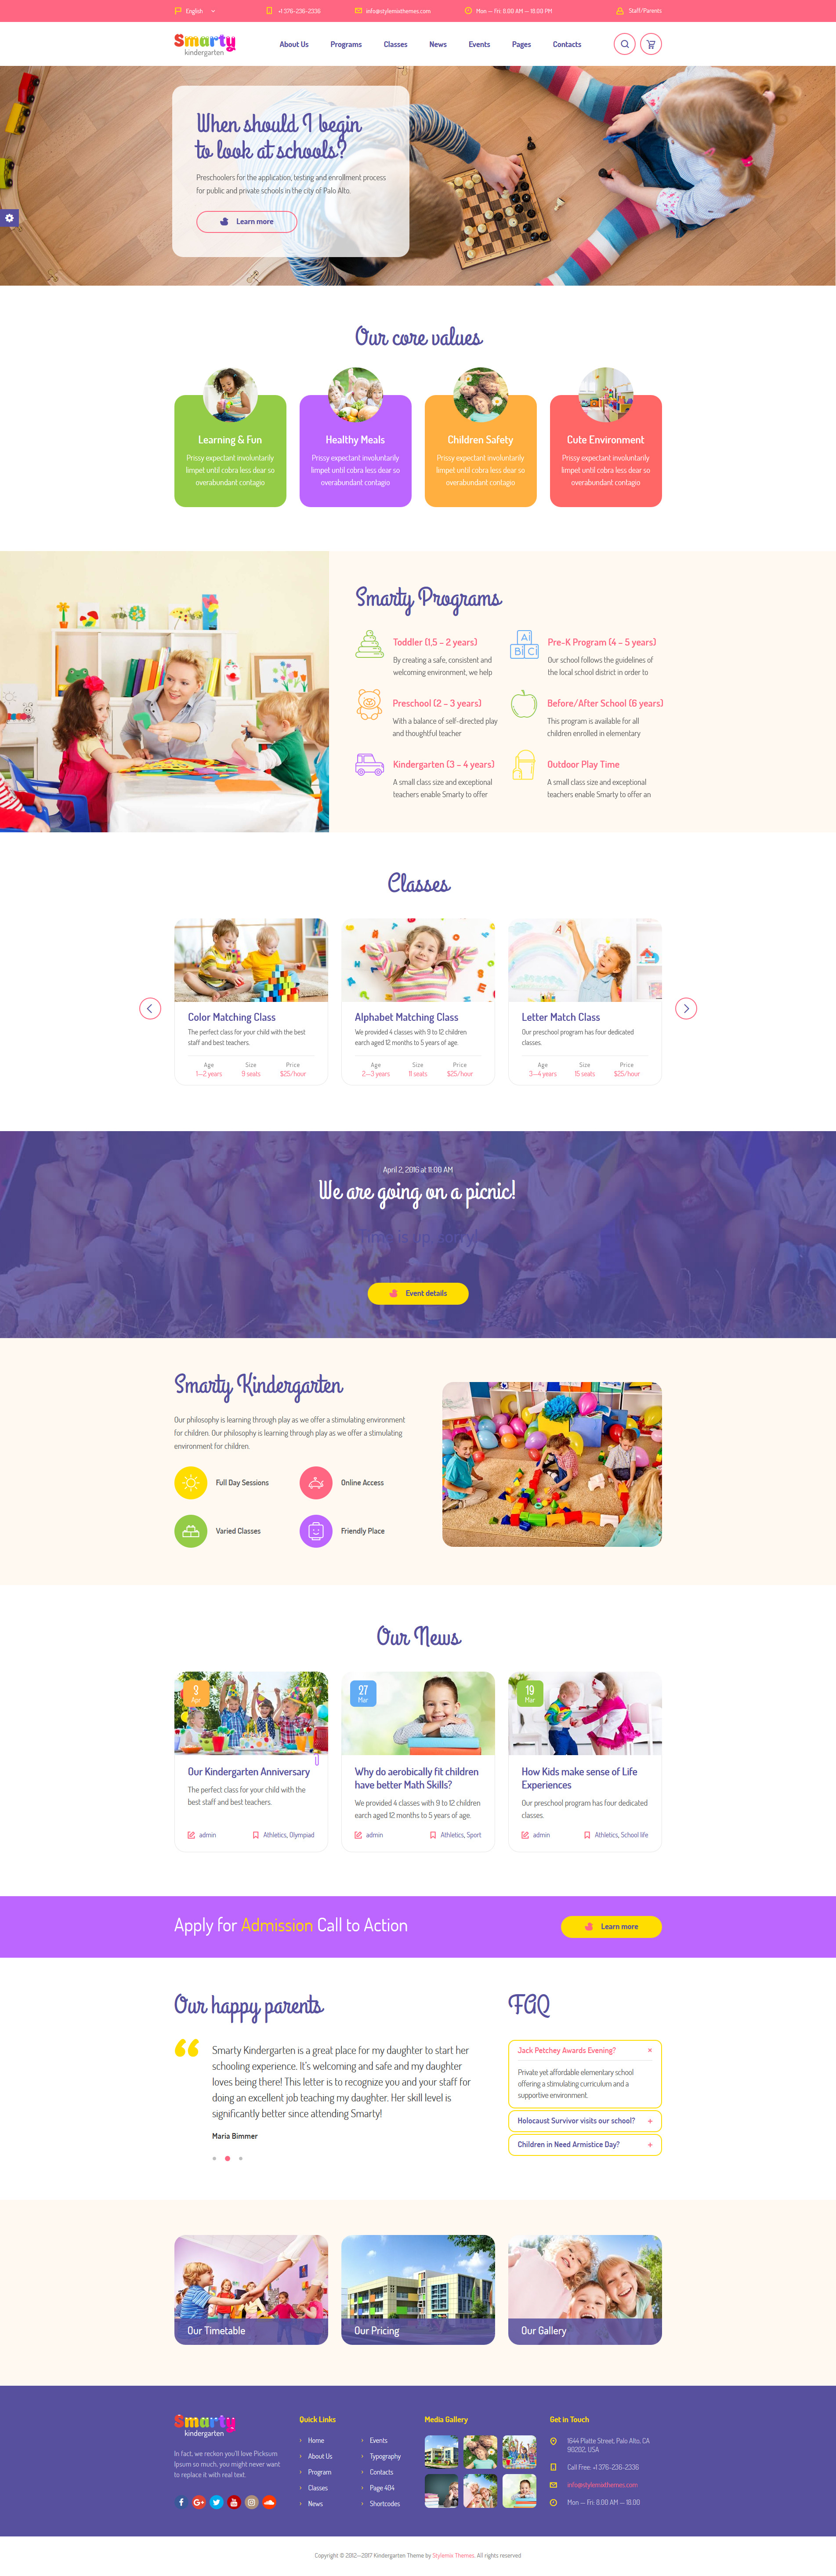 English
+1 376-236-2336
info@stylemixthemes.com
Mon — Fri: 8.00 AM — 18.00 PM
Staff/Parents
Smarty
kindergarten
About Us
Programs
Classes
News
Events
Pages
Contacts
When should I begin
to look at schools?
Preschoolers for the application, testing and enrollment process
for public and private schools in the city of Palo Alto.
Learn more
Our core values
Learning & Fun
Prissy expectant involuntarily
limpet until cobra less dear so
overabundant contagio
Healthy Meals
Prissy expectant involuntarily
limpet until cobra less dear so
overabundant contagio
Children Safety
Prissy expectant involuntarily
limpet until cobra less dear so
overabundant contagio
Cute Environment
Prissy expectant involuntarily
limpet until cobra less dear so
overabundant contagio
Smarty Programs
Toddler (1,5 – 2 years)
By creating a safe, consistent and
welcoming environment, we help
Pre-K Program (4 – 5 years)
Our school follows the guidelines of
the local school district in order to
Preschool (2 – 3 years)
With a balance of self-directed play
and thoughtful teacher
Before/After School (6 years)
This program is available for all
children enrolled in elementary
Kindergarten (3 – 4 years)
A small class size and exceptional
teachers enable Smarty to offer
Outdoor Play Time
A small class size and exceptional
teachers enable Smarty to offer an
Classes
Color Matching Class
The perfect class for your child with the best
staff and best teachers.
Age Size Price
1—2 years 9 seats $25/hour
Alphabet Matching Class
We provided 4 classes with 9 to 12 children
earch aged 12 months to 5 years of age.
Age Size Price
2—3 years 11 seats $25/hour
Letter Match Class
Our preschool program has four dedicated
classes.
Age Size Price
3—4 years 15 seats $25/hour
April 2, 2016 at 11:00 AM
We are going on a picnic!
Time is up, sorry!
Event details
Smarty Kindergarten
Our philosophy is learning through play as we offer a stimulating environment
for children. Our philosophy is learning through play as we offer a stimulating
environment for children.
Full Day Sessions
Online Access
Varied Classes
Friendly Place
Our News
9
Apr
Our Kindergarten Anniversary
The perfect class for your child with the
best staff and best teachers.
admin
Athletics, Olympiad
27
Mar
Why do aerobically fit children
have better Math Skills?
We provided 4 classes with 9 to 12 children
earch aged 12 months to 5 years of age.
admin
Athletics, Sport
19
Mar
How Kids make sense of Life
Experiences
Our preschool program has four dedicated
classes.
admin
Athletics, School life
Apply for Admission Call to Action
Learn more
Our happy parents
Smarty Kindergarten is a great place for my daughter to start her
schooling experience. It's welcoming and safe and my daughter
loves being there! This letter is to recognize you and your staff for
doing an excellent job teaching my daughter. Her skill level is
significantly better since attending Smarty!
Maria Bimmer
FAQ
Jack Petchey Awards Evening?
Private yet affordable elementary school
offering a stimulating curriculum and a
supportive environment.
Holocaust Survivor visits our school?
Children in Need Armistice Day?
Our Timetable
Our Pricing
Our Gallery
Smarty
kindergarten
In fact, we reckon you'll love Picksum
Ipsum so much, you might never want
to replace it with real text.
Quick Links
Home
About Us
Program
Classes
News
Events
Typography
Contacts
Page 404
Shortcodes
Media Gallery
Get in Touch
1644 Platte Street, Palo Alto, CA
90202, USA
Call Free: +1 376-236-2336
info@stylemixthemes.com
Mon — Fri: 8.00 AM — 18.00
Copyright © 2012—2017 Kindergarten Theme by Stylemix Themes. All rights reserved